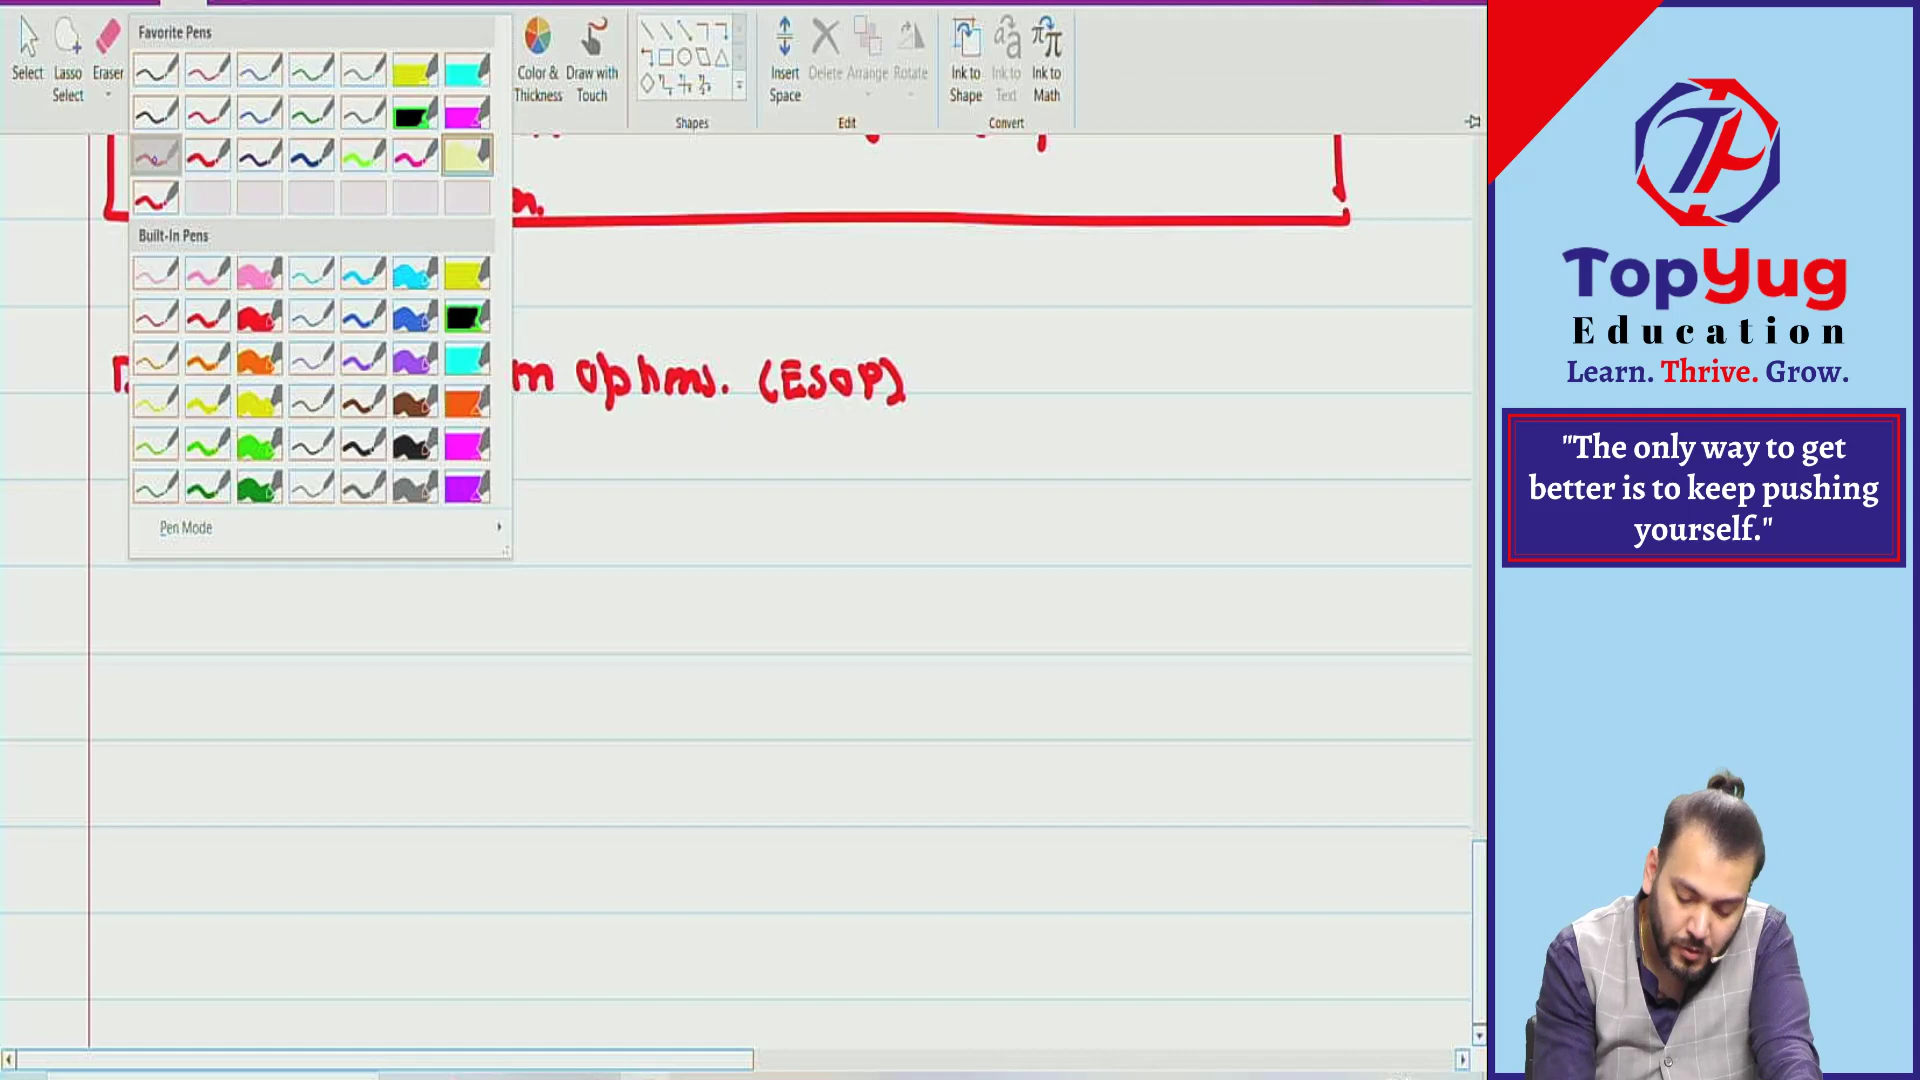 Favorite Pens
Select
Lasso Select
Eraser
Color & Thickness
Draw with Touch
Shapes
Insert Space
Delete
Arrange
Rotate
Edit
Ink to Shape
Ink to Text
Ink to Math
Convert
Built-In Pens
Pen Mode
(ESOP)
TopYug
Education
Learn. Thrive. Grow.
"The only way to get
better is to keep pushing
yourself."